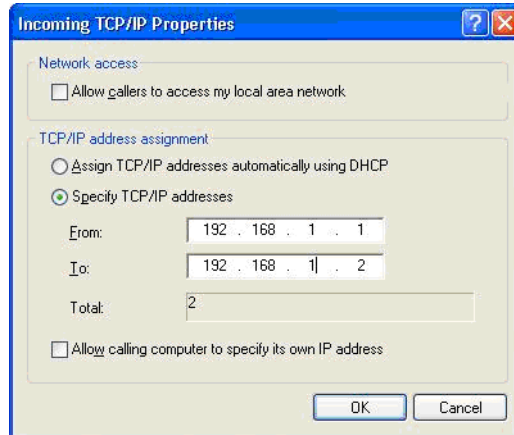 Incoming TCP/IP Properties
Network access
Allow callers to access my local area network
TCP/IP address assignment
Assign TCP/IP addresses automatically using DHCP
Specify TCP/IP addresses
From: 192 . 168 . 1 . 1
To: 192 . 168 . 1 . 2
Total: 2
Allow calling computer to specify its own IP address
OK Cancel